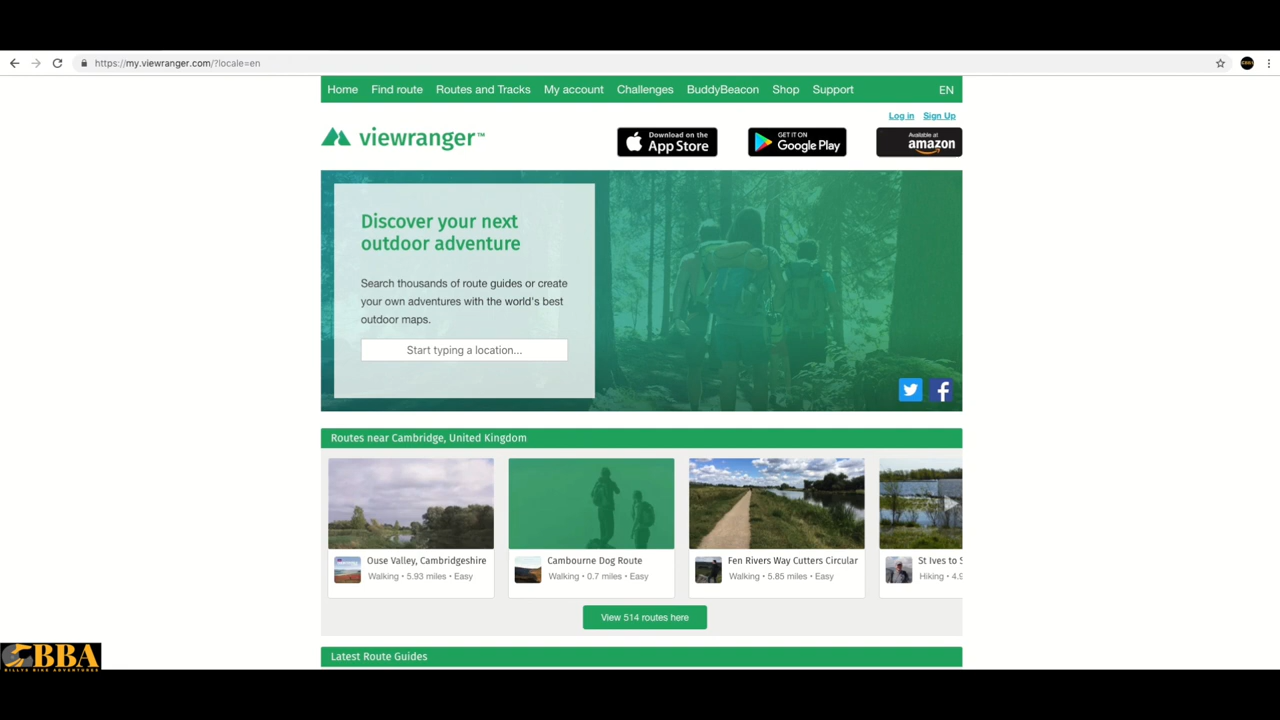 https://my.viewranger.com/?locale=en
Home Find route Routes and Tracks My account Challenges BuddyBeacon Shop Support EN
Log in Sign Up
viewranger™
Download on the
App Store
GET IT ON
Google Play
Available at
amazon
Discover your next
outdoor adventure
Search thousands of route guides or create
your own adventures with the world's best
outdoor maps.
Start typing a location...
Routes near Cambridge, United Kingdom
Ouse Valley, Cambridgeshire
Walking • 5.93 miles • Easy
Cambourne Dog Route
Walking • 0.7 miles • Easy
Fen Rivers Way Cutters Circular
Walking • 5.85 miles • Easy
St Ives to S
Hiking • 4.9
View 514 routes here
Latest Route Guides
BBA
BILLYS BIKE ADVENTURES